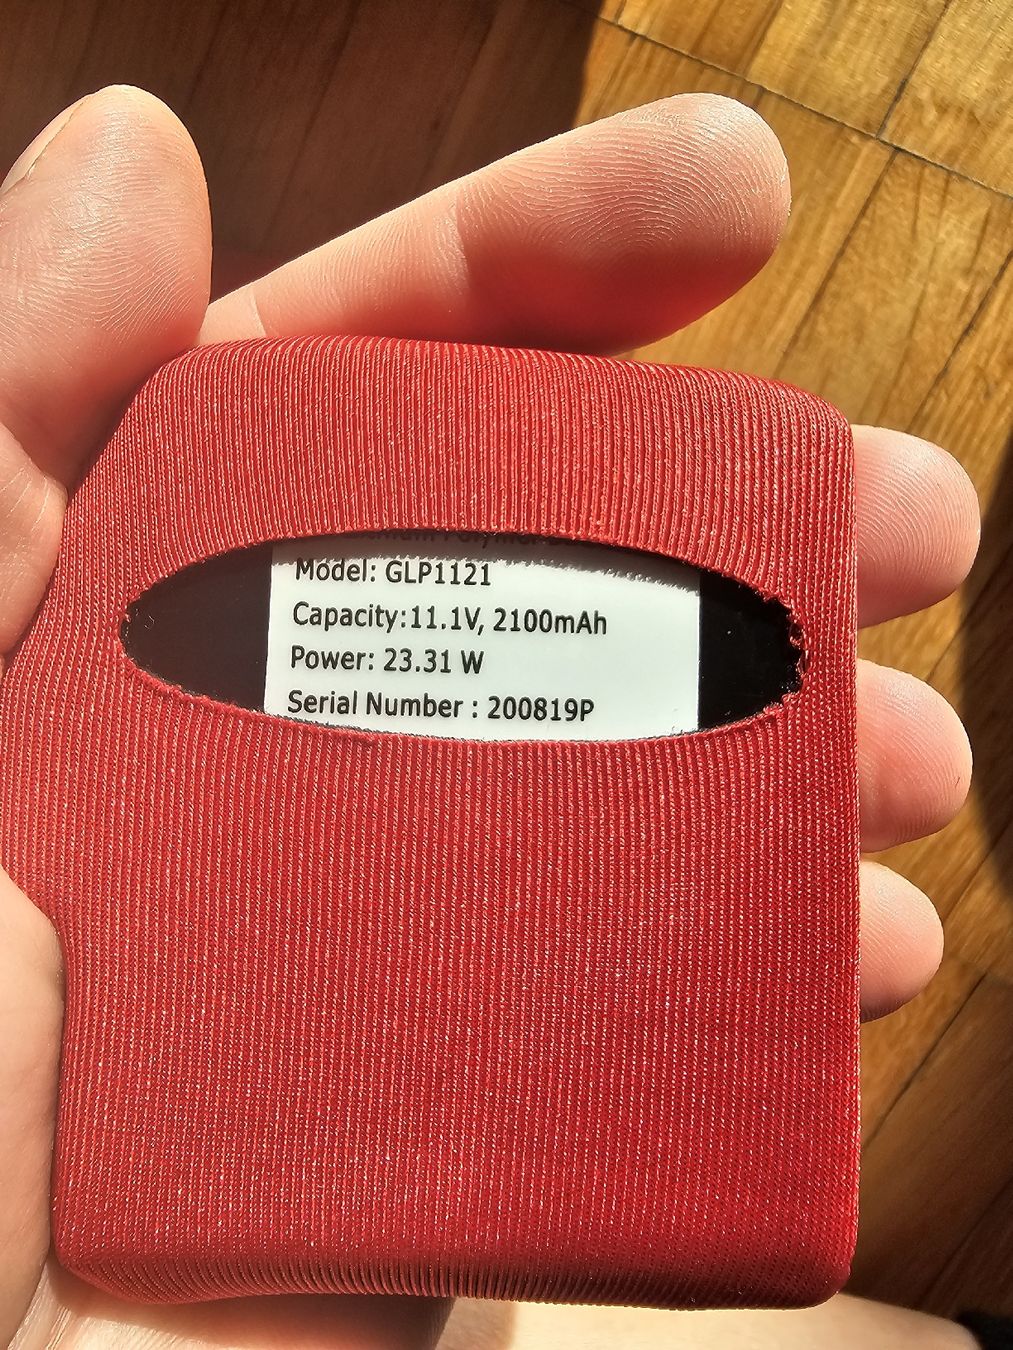 Model: GLP1121
Capacity:11.1V, 2100mAh
Power: 23.31 W
Serial Number : 200819P